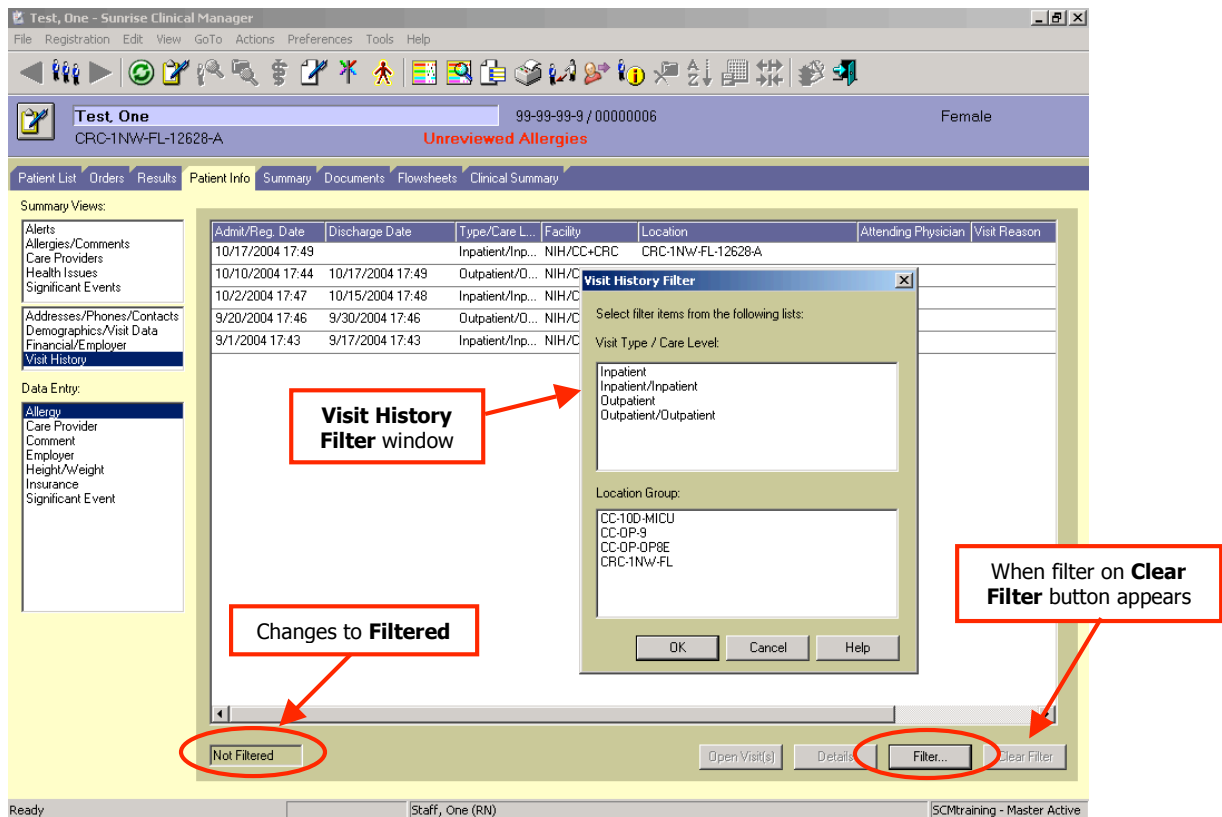 Test, One - Sunrise Clinical Manager
File Registration Edit View GoTo Actions Preferences Tools Help
Test, One 99-99-99-9 / 00000006 Female
CRC-1NW-FL-12628-A Unreviewed Allergies
Patient List Orders Results Patient Info Summary Documents Flowsheets Clinical Summary
Summary Views:
Alerts
Allergies/Comments
Care Providers
Health Issues
Significant Events
Addresses/Phones/Contacts
Demographics/Visit Data
Financial/Employer
Visit History
Data Entry:
Allergy
Care Provider
Comment
Employer
Height/Weight
Insurance
Significant Event
Admit/Reg. Date Discharge Date Type/Care L... Facility Location Attending Physician Visit Reason
10/17/2004 17:49 Inpatient/Inp... NIH/CC+CRC CRC-1NW-FL-12628-A
10/10/2004 17:44 10/17/2004 17:49 Outpatient/O... NIH/C
10/2/2004 17:47 10/15/2004 17:48 Inpatient/Inp... NIH/C
9/20/2004 17:46 9/30/2004 17:46 Outpatient/O... NIH/C
9/1/2004 17:43 9/17/2004 17:43 Inpatient/Inp... NIH/C
Visit History Filter
Select filter items from the following lists:
Visit Type / Care Level:
Inpatient
Inpatient/Inpatient
Outpatient
Outpatient/Outpatient
Location Group:
CC-10D-MICU
CC-OP-9
CC-OP-OP8E
CRC-1NW-FL
OK Cancel Help
Visit History
Filter window
Changes to Filtered
When filter on Clear
Filter button appears
Not Filtered Open Visit(s) Details Filter... Clear Filter
Ready Staff, One (RN) SCMtraining - Master Active